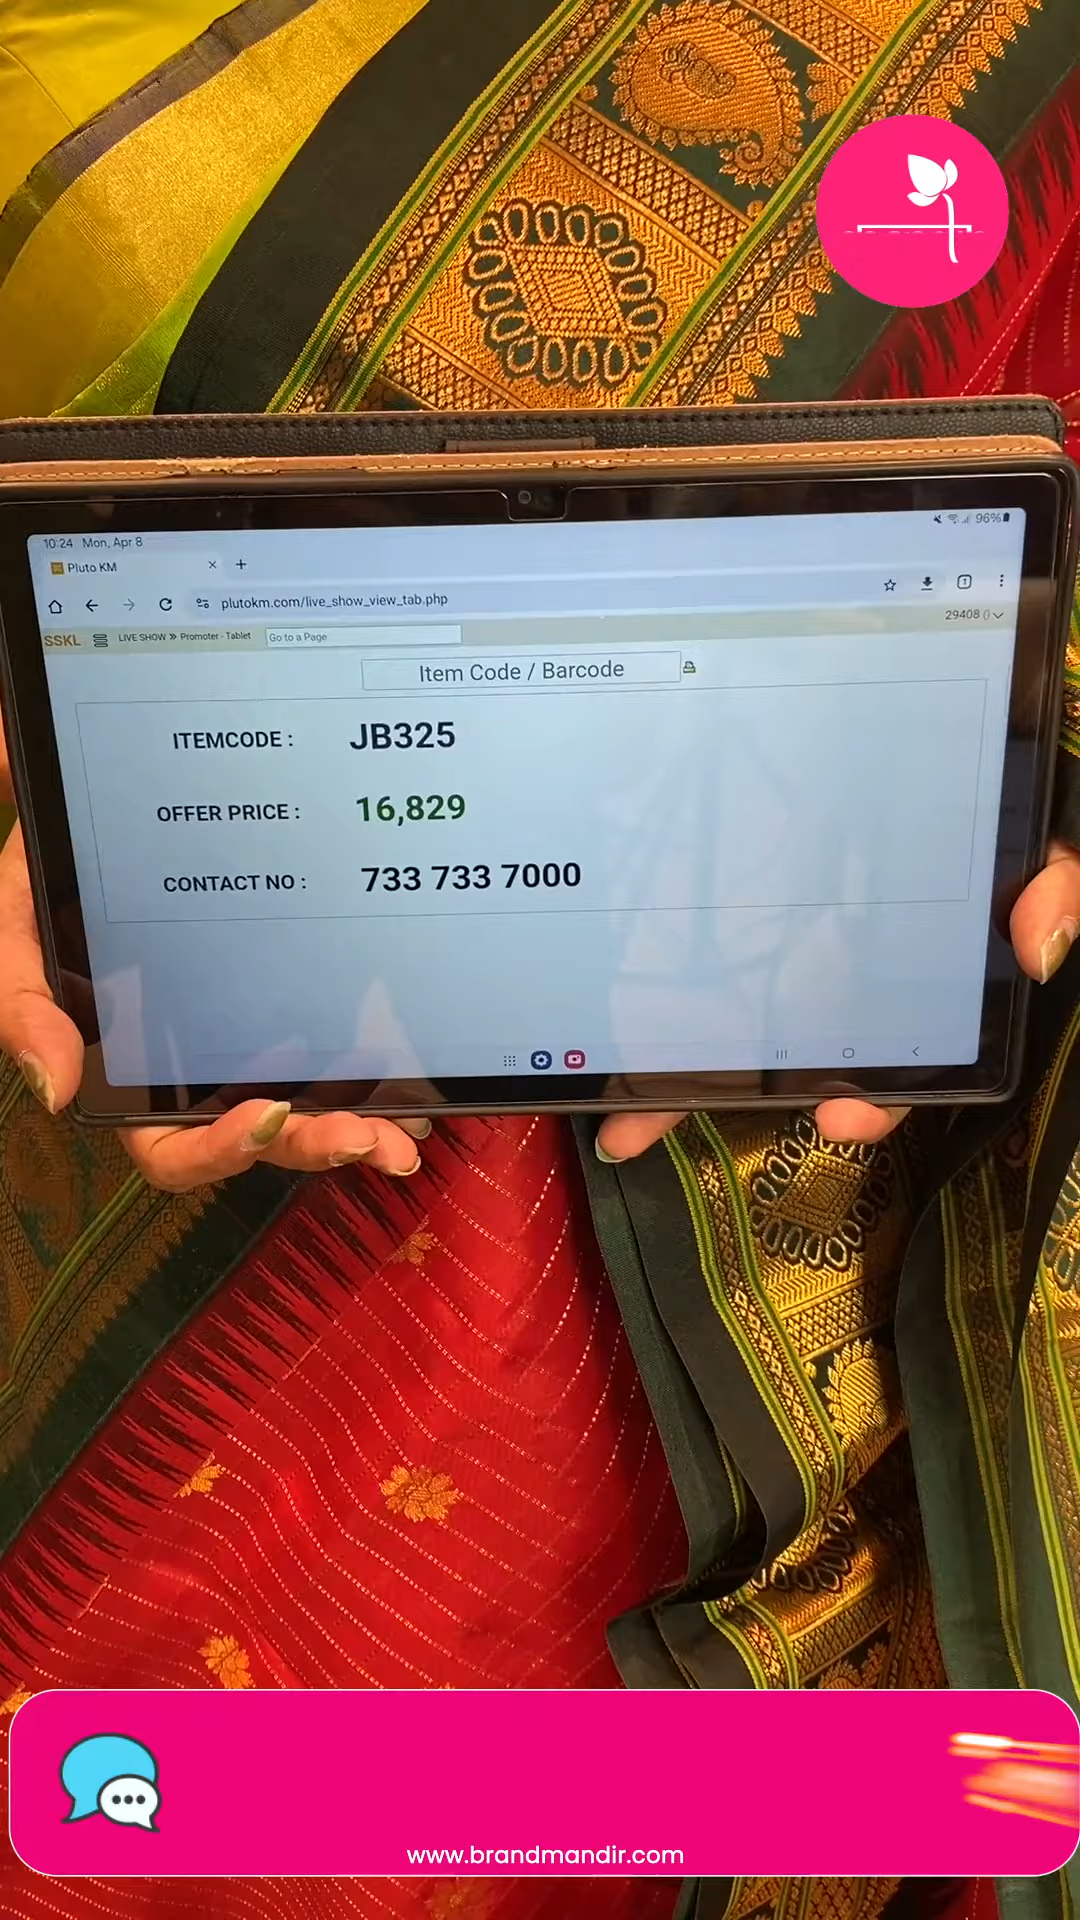 10:24 Mon, Apr 8
96%
Pluto KM
plutokm.com/live_show_view_tab.php
29408 ()
SSKL
LIVE SHOW » Promoter - Tablet
Go to a Page
Item Code / Barcode
ITEMCODE : JB325
OFFER PRICE : 16,829
CONTACT NO : 733 733 7000
www.brandmandir.com